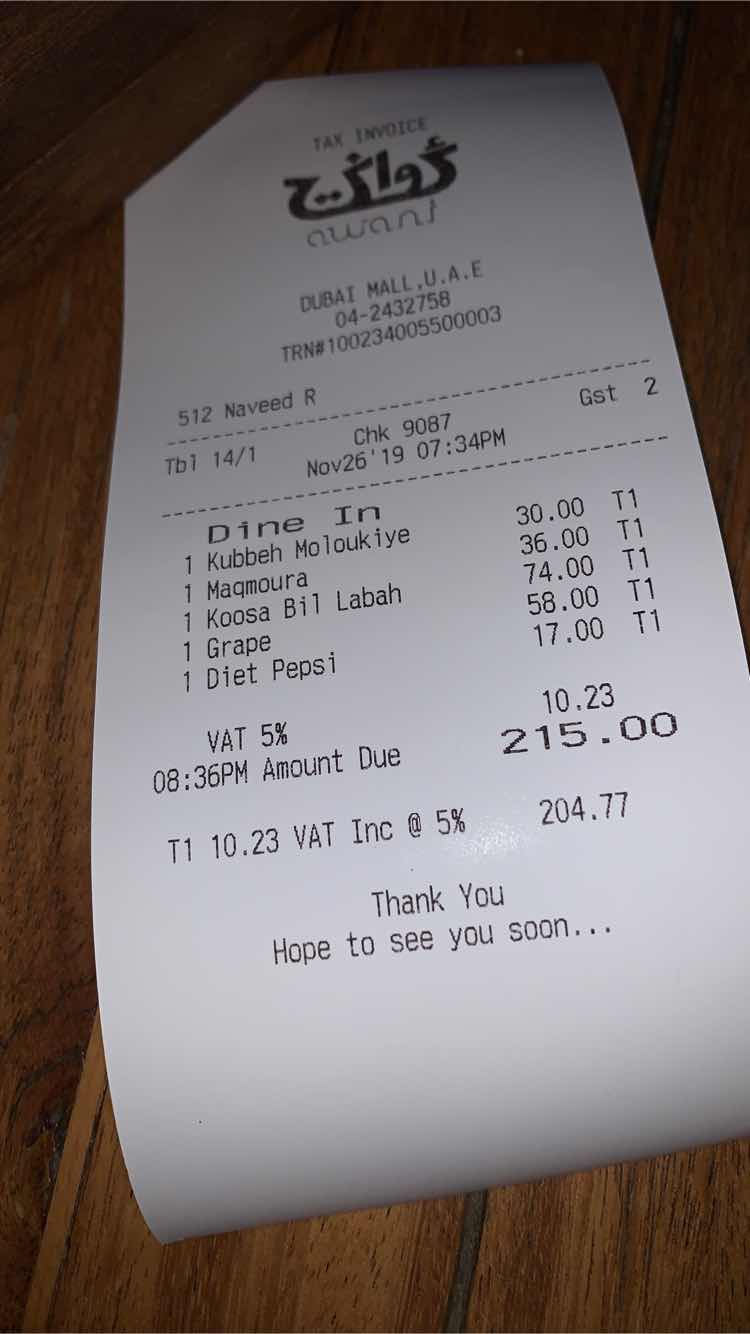 TAX INVOICE
أواني
awani
DUBAI MALL,U.A.E
04-2432758
TRN#100234005500003
512 Naveed R
Tbl 14/1 Chk 9087 Gst 2
Nov26'19 07:34PM
Dine In
1 Kubbeh Moloukiye 30.00 T1
1 Maqmoura 36.00 T1
1 Koosa Bil Labah 74.00 T1
1 Grape 58.00 T1
1 Diet Pepsi 17.00 T1
VAT 5% 10.23
08:36PM Amount Due 215.00
T1 10.23 VAT Inc @ 5% 204.77
Thank You
Hope to see you soon...